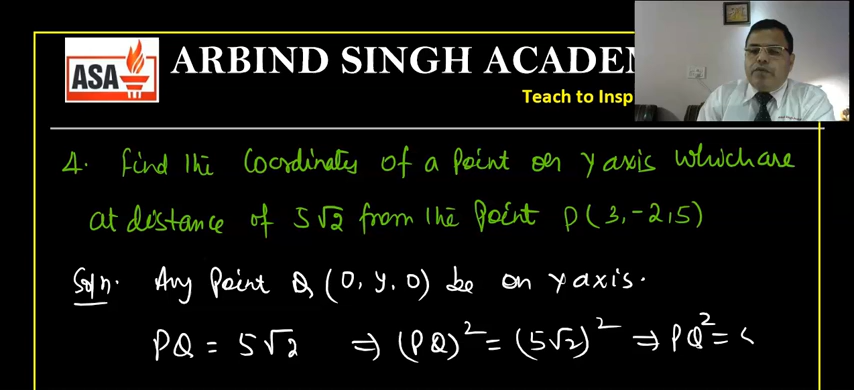 ASA
ARBIND SINGH ACADEM
Teach to Insp
4. Find the Coordinates of a Point on y axis which are
at distance of 5√2 from the Point P(3, -2, 5)
Soln. Any Point Q (0, y, 0) be on y axis.
PQ = 5√2 ⇒ (PQ)² = (5√2)² ⇒ PQ² =